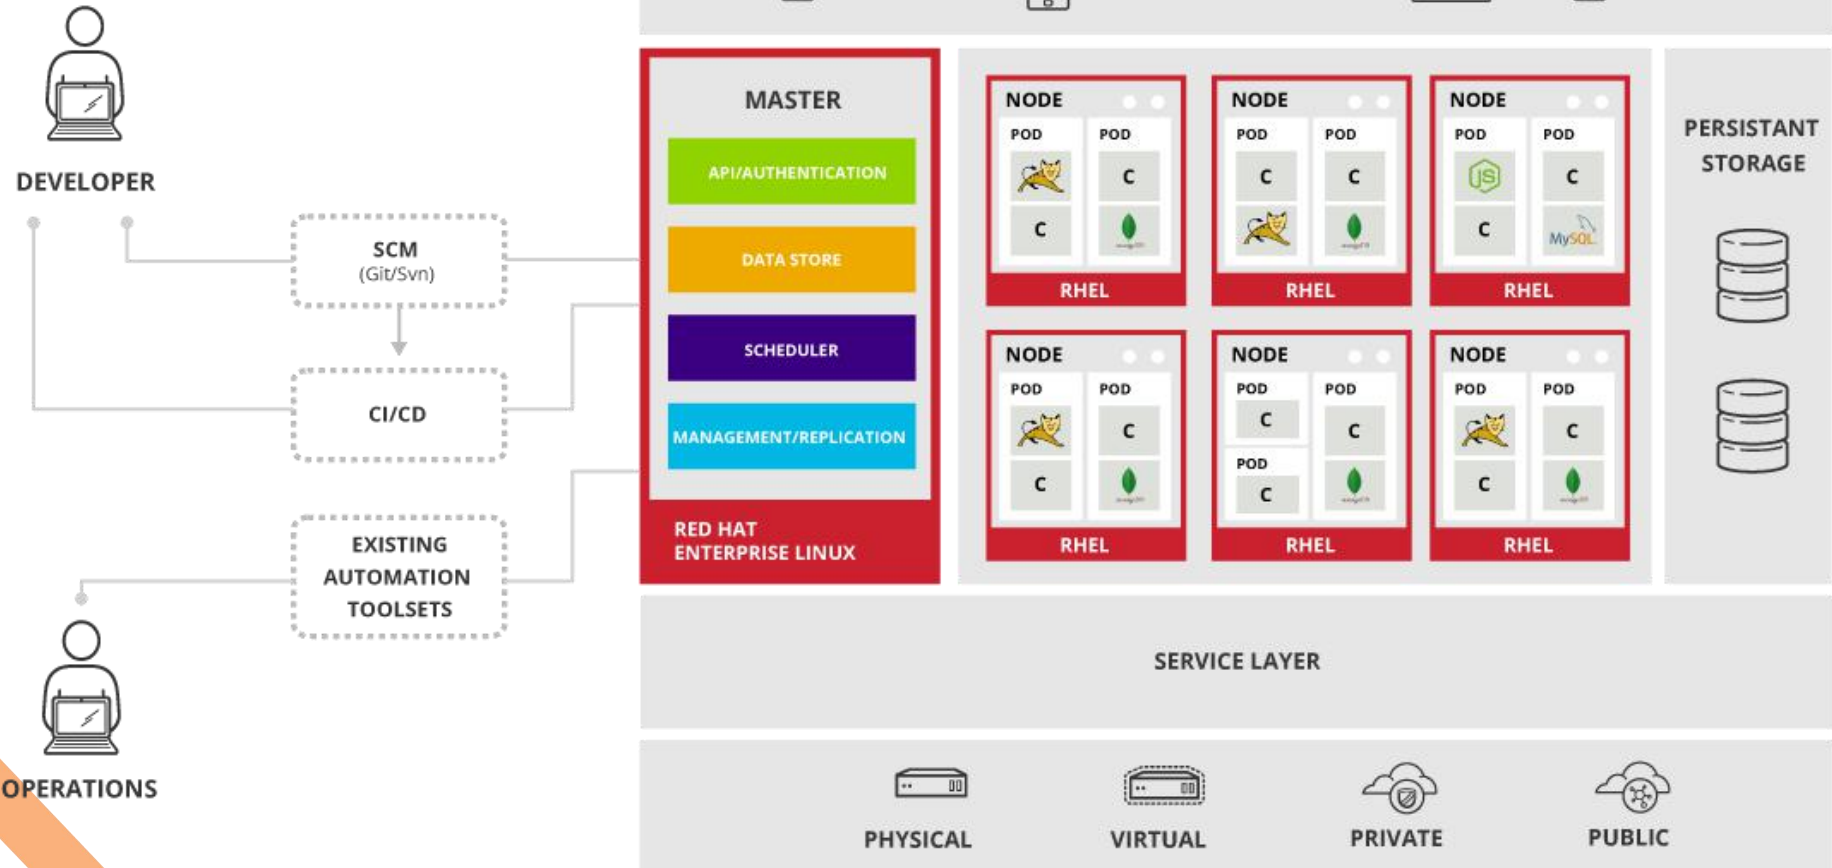 DEVELOPER
SCM
(Git/Svn)
CI/CD
EXISTING
AUTOMATION
TOOLSETS
OPERATIONS
MASTER
API/AUTHENTICATION
DATA STORE
SCHEDULER
MANAGEMENT/REPLICATION
RED HAT
ENTERPRISE LINUX
NODE
POD POD
C
C
RHEL
NODE
POD POD
C C
RHEL
NODE
POD POD
JS C
C MySQL
RHEL
NODE
POD POD
C
C
RHEL
NODE
POD POD
C C
POD
C
RHEL
NODE
POD POD
C
C
RHEL
PERSISTANT
STORAGE
SERVICE LAYER
PHYSICAL
VIRTUAL
PRIVATE
PUBLIC